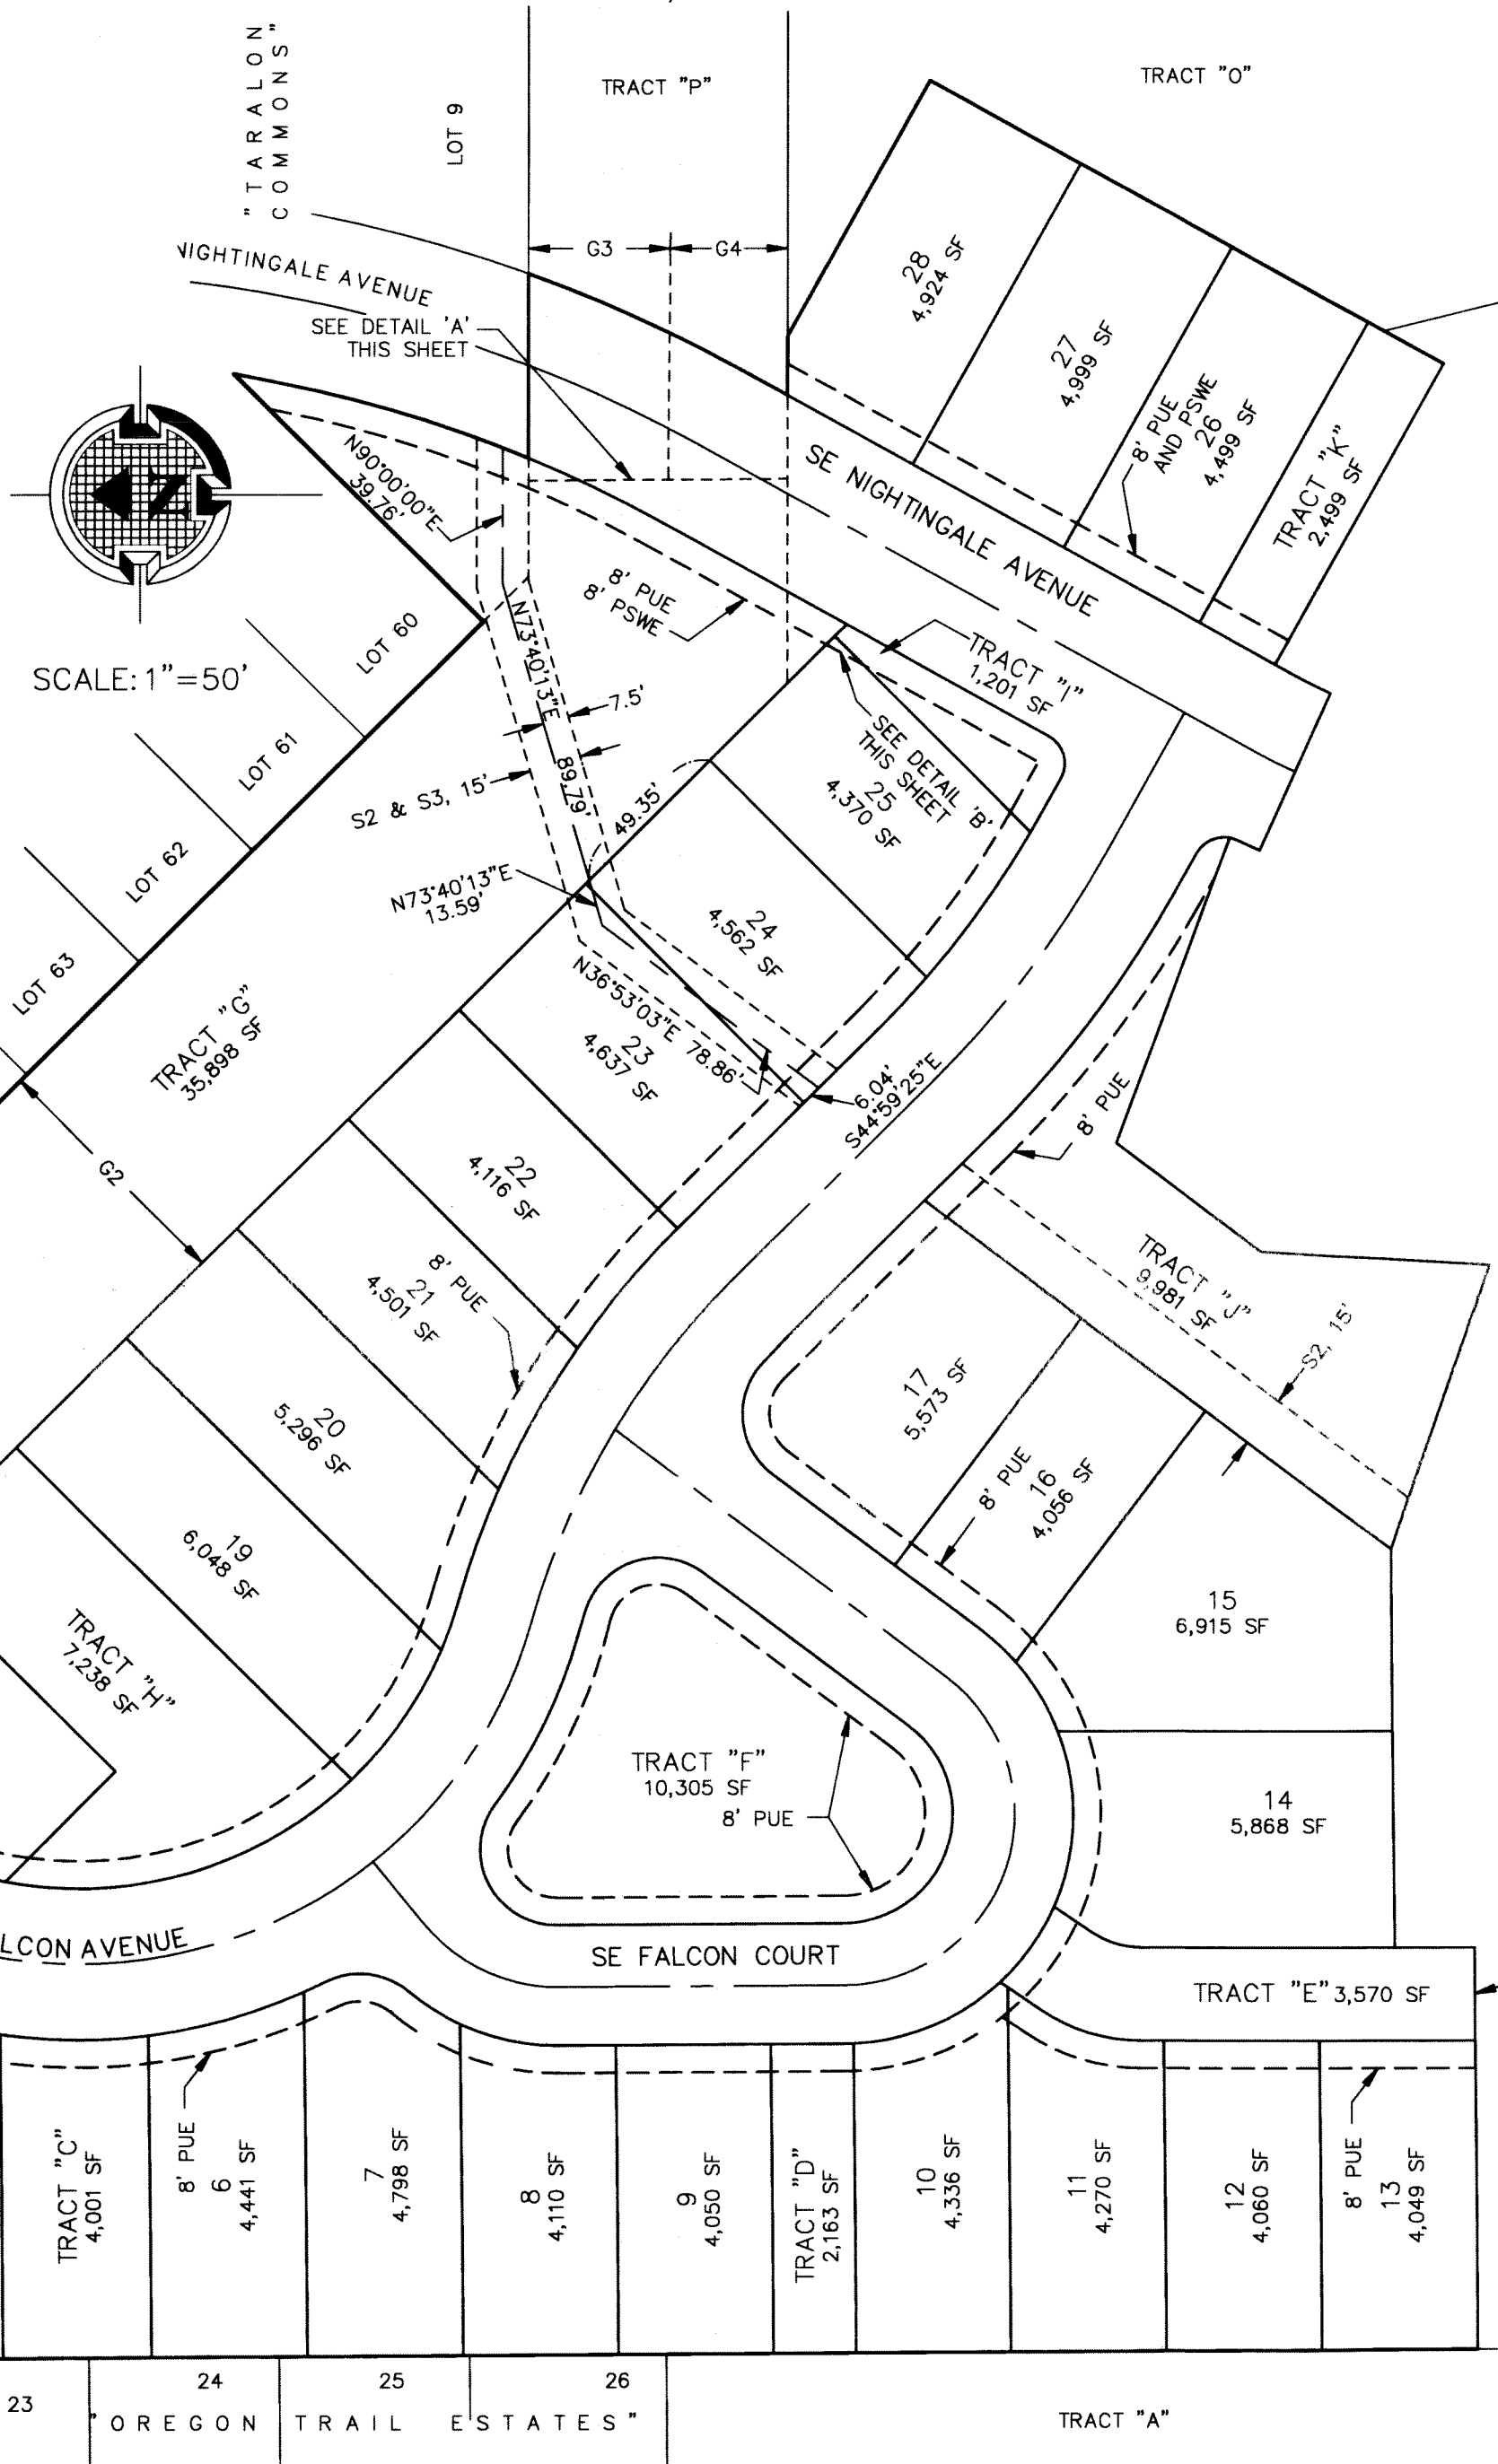 "TARALON
COMMONS"
LOT 9
TRACT "P"
TRACT "O"
G3
G4
NIGHTINGALE AVENUE
SEE DETAIL 'A'
THIS SHEET
28
4,924 SF
27
4,999 SF
8' PUE
AND PSWE
26
4,499 SF
TRACT "K"
2,499 SF
N
SCALE: 1"=50'
N90°00'00"E
39.76'
SE NIGHTINGALE AVENUE
8' PUE
8' PSWE
LOT 60
LOT 61
LOT 62
LOT 63
N73°40'13"E
89.79'
7.5'
S2 & S3, 15'
49.35'
TRACT "I"
1,201 SF
SEE DETAIL 'B'
THIS SHEET
25
4,370 SF
N73°40'13"E
13.59'
24
4,562 SF
N36°53'03"E 78.86'
23
4,637 SF
6.04'
S44°59'25"E
TRACT "G"
35,898 SF
G2
8' PUE
22
4,116 SF
8' PUE
21
4,501 SF
TRACT "J"
9,981 SF
S2, 15'
20
5,296 SF
17
5,573 SF
8' PUE
16
4,056 SF
19
6,048 SF
15
6,915 SF
TRACT "H"
7,238 SF
TRACT "F"
10,305 SF
8' PUE
14
5,868 SF
LCON AVENUE
SE FALCON COURT
TRACT "E" 3,570 SF
TRACT "C"
4,001 SF
8' PUE
6
4,441 SF
7
4,798 SF
8
4,110 SF
9
4,050 SF
TRACT "D"
2,163 SF
10
4,336 SF
11
4,270 SF
12
4,060 SF
8' PUE
13
4,049 SF
23
24
25
26
"OREGON TRAIL ESTATES"
TRACT "A"